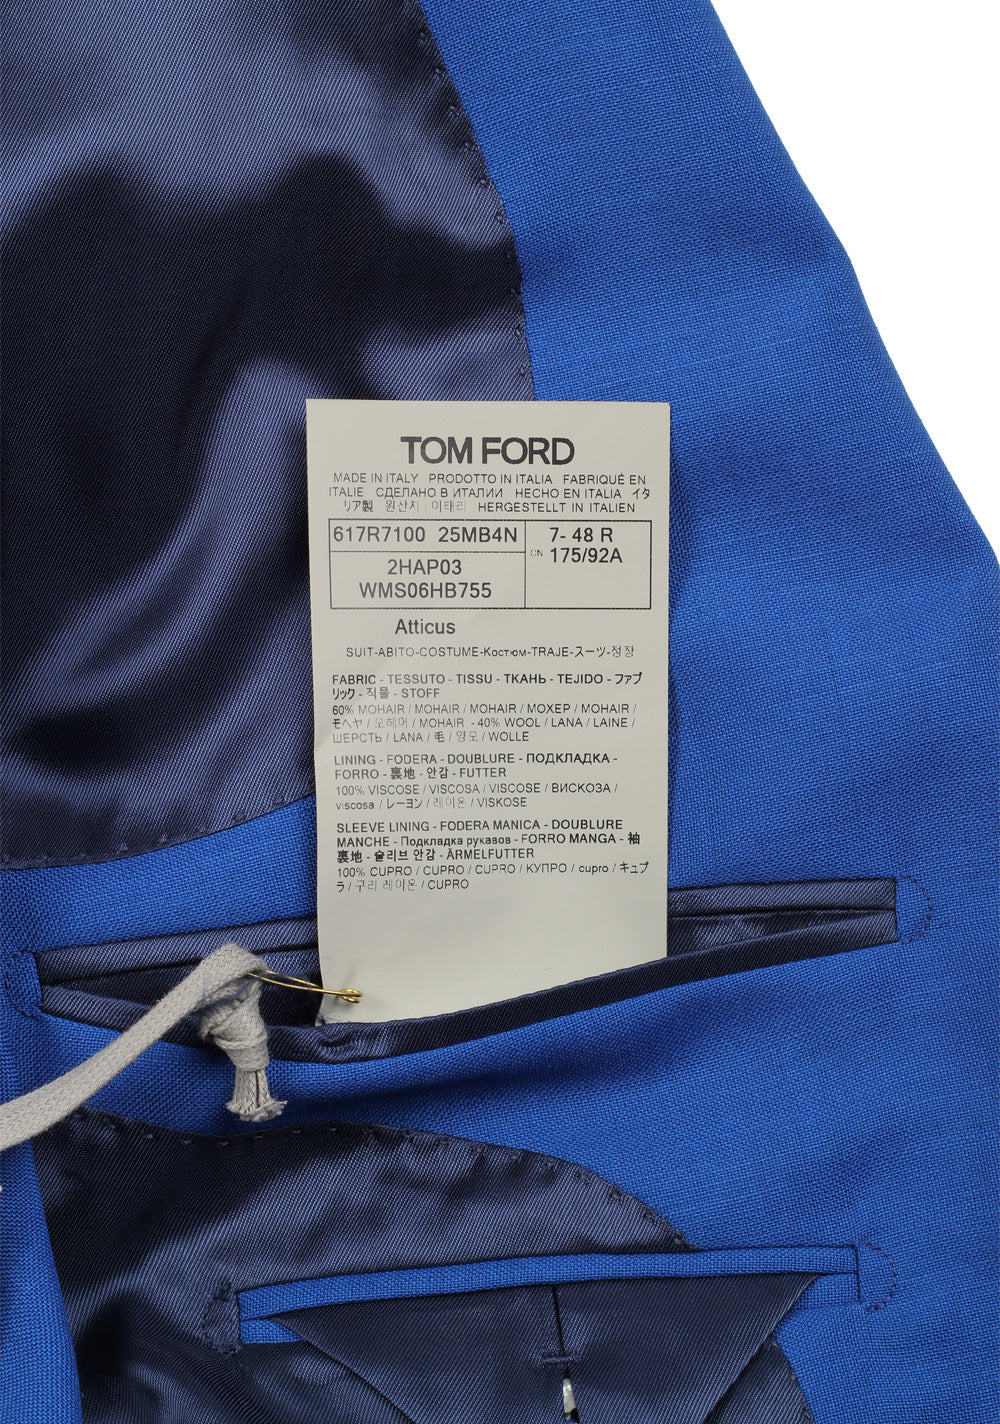 TOM FORD
MADE IN ITALY PRODOTTO IN ITALIA FABRIQUÉ EN
ITALIE СДЕЛАНО В ИТАЛИИ HECHO EN ITALIA イタ
リア製 원산지 : 이태리 HERGESTELLT IN ITALIEN
617R7100 25MB4N
7- 48 R
CN 175/92A
2HAP03
WMS06HB755
Atticus
SUIT-ABITO-COSTUME-Костюм-TRAJE-スーツ-정장
FABRIC - TESSUTO - TISSU - ТКАНЬ - TEJIDO - ファブ
リック - 직물 - STOFF
60% MOHAIR / MOHAIR / MOHAIR / МОХЕР / MOHAIR /
モヘヤ / 모헤어 / MOHAIR - 40% WOOL / LANA / LAINE /
ШЕРСТЬ / LANA / 毛 / 양모 / WOLLE
LINING - FODERA - DOUBLURE - ПОДКЛАДКА -
FORRO - 裏地 - 안감 - FUTTER
100% VISCOSE / VISCOSA / VISCOSE / ВИСКОЗА /
viscosa / レーヨン / 레이온 / VISKOSE
SLEEVE LINING - FODERA MANICA - DOUBLURE
MANCHE - Подкладка рукавов - FORRO MANGA - 袖
裏地 - 슬리브 안감 - ÄRMELFUTTER
100% CUPRO / CUPRO / CUPRO / КУПРО / cupro / キュプ
ラ / 구리 레이온 / CUPRO